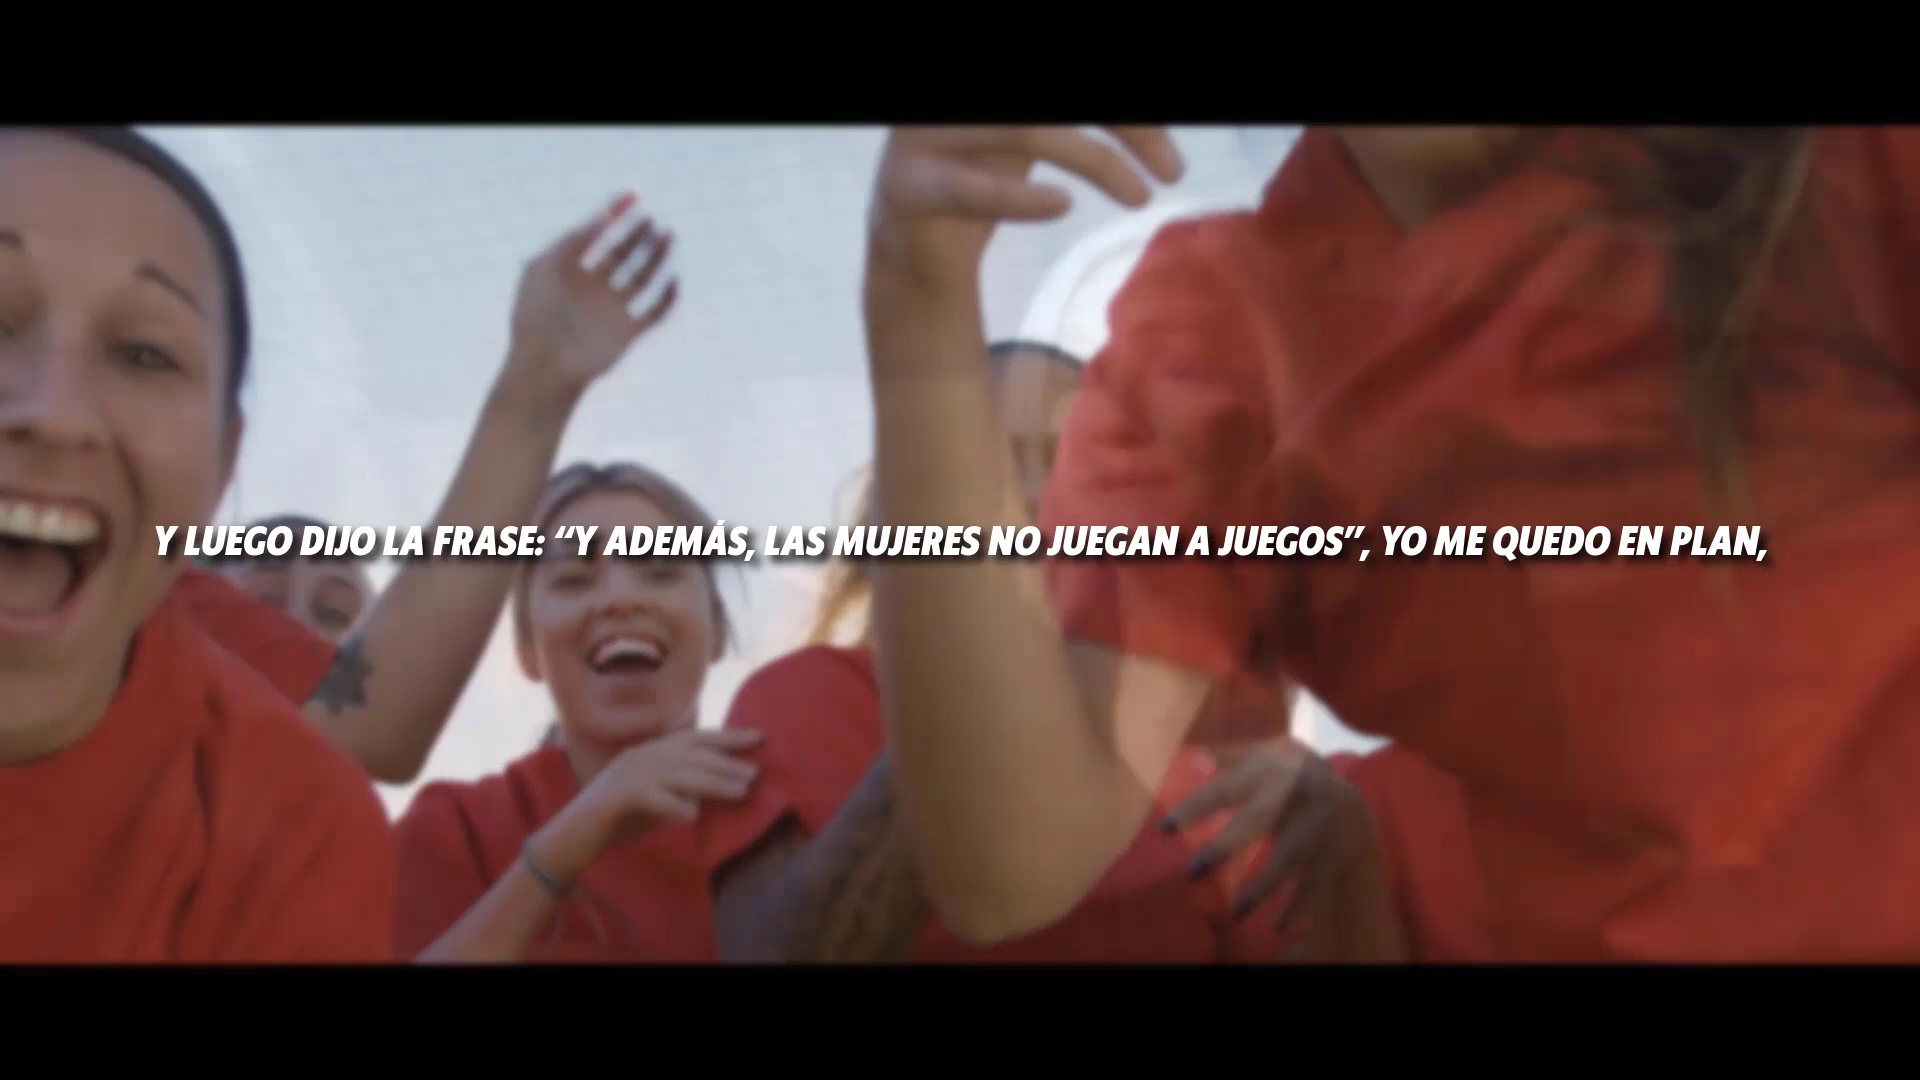 Y LUEGO DIJO LA FRASE: “Y ADEMÁS, LAS MUJERES NO JUEGAN A JUEGOS”, YO ME QUEDO EN PLAN,